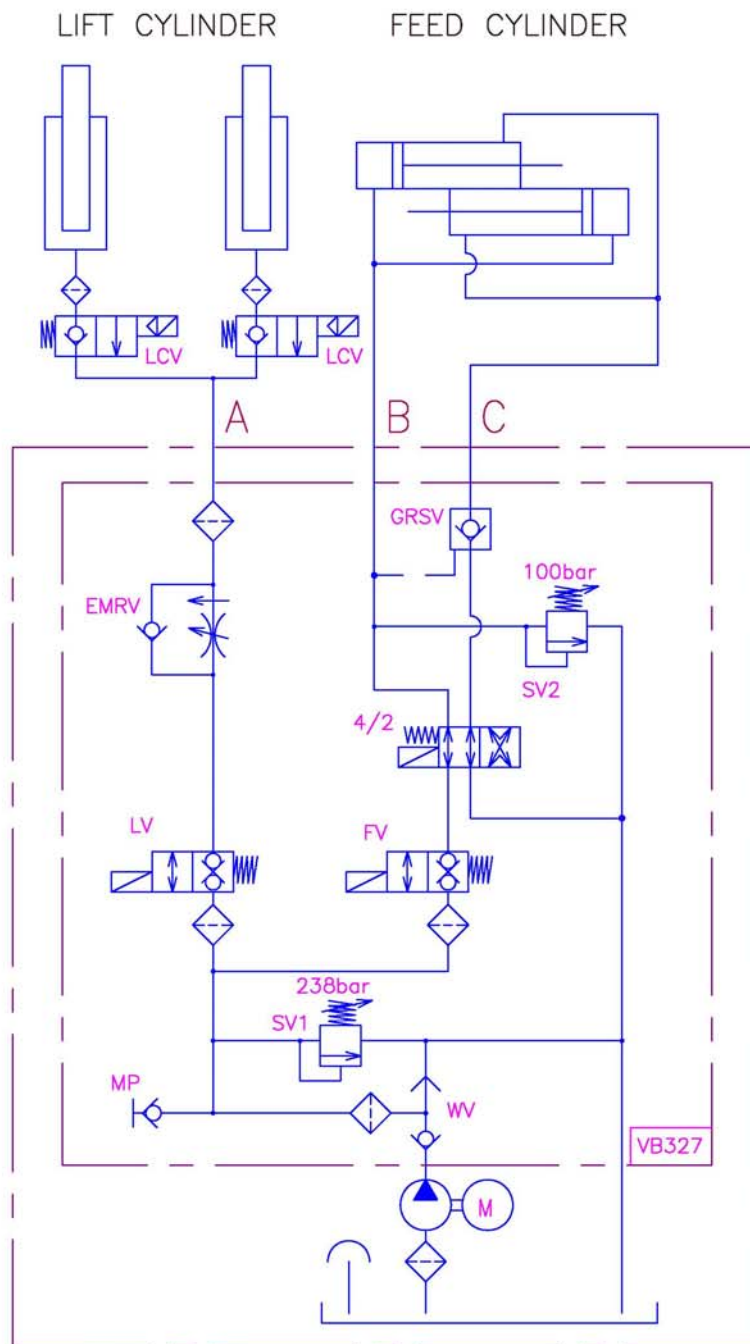 LIFT CYLINDER
FEED CYLINDER
LCV
LCV
A
B
C
GRSV
100bar
EMRV
SV2
4/2
LV
FV
238bar
SV1
MP
WV
VB327
M